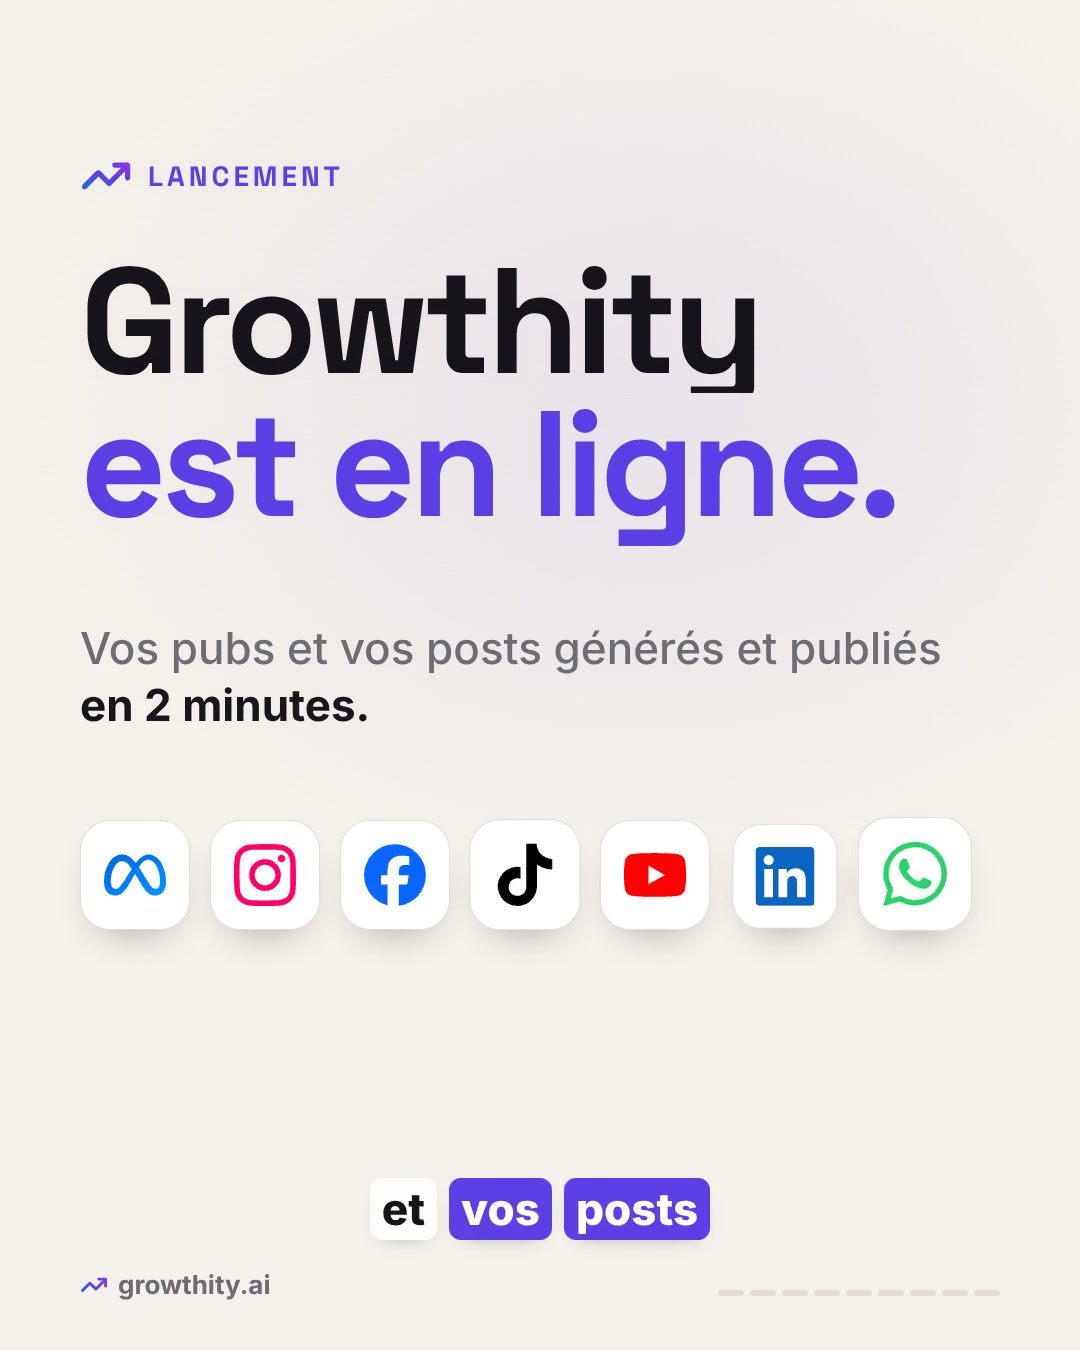 LANCEMENT
Growthity
est en ligne.
Vos pubs et vos posts générés et publiés
en 2 minutes.
in
et vos posts
growthity.ai